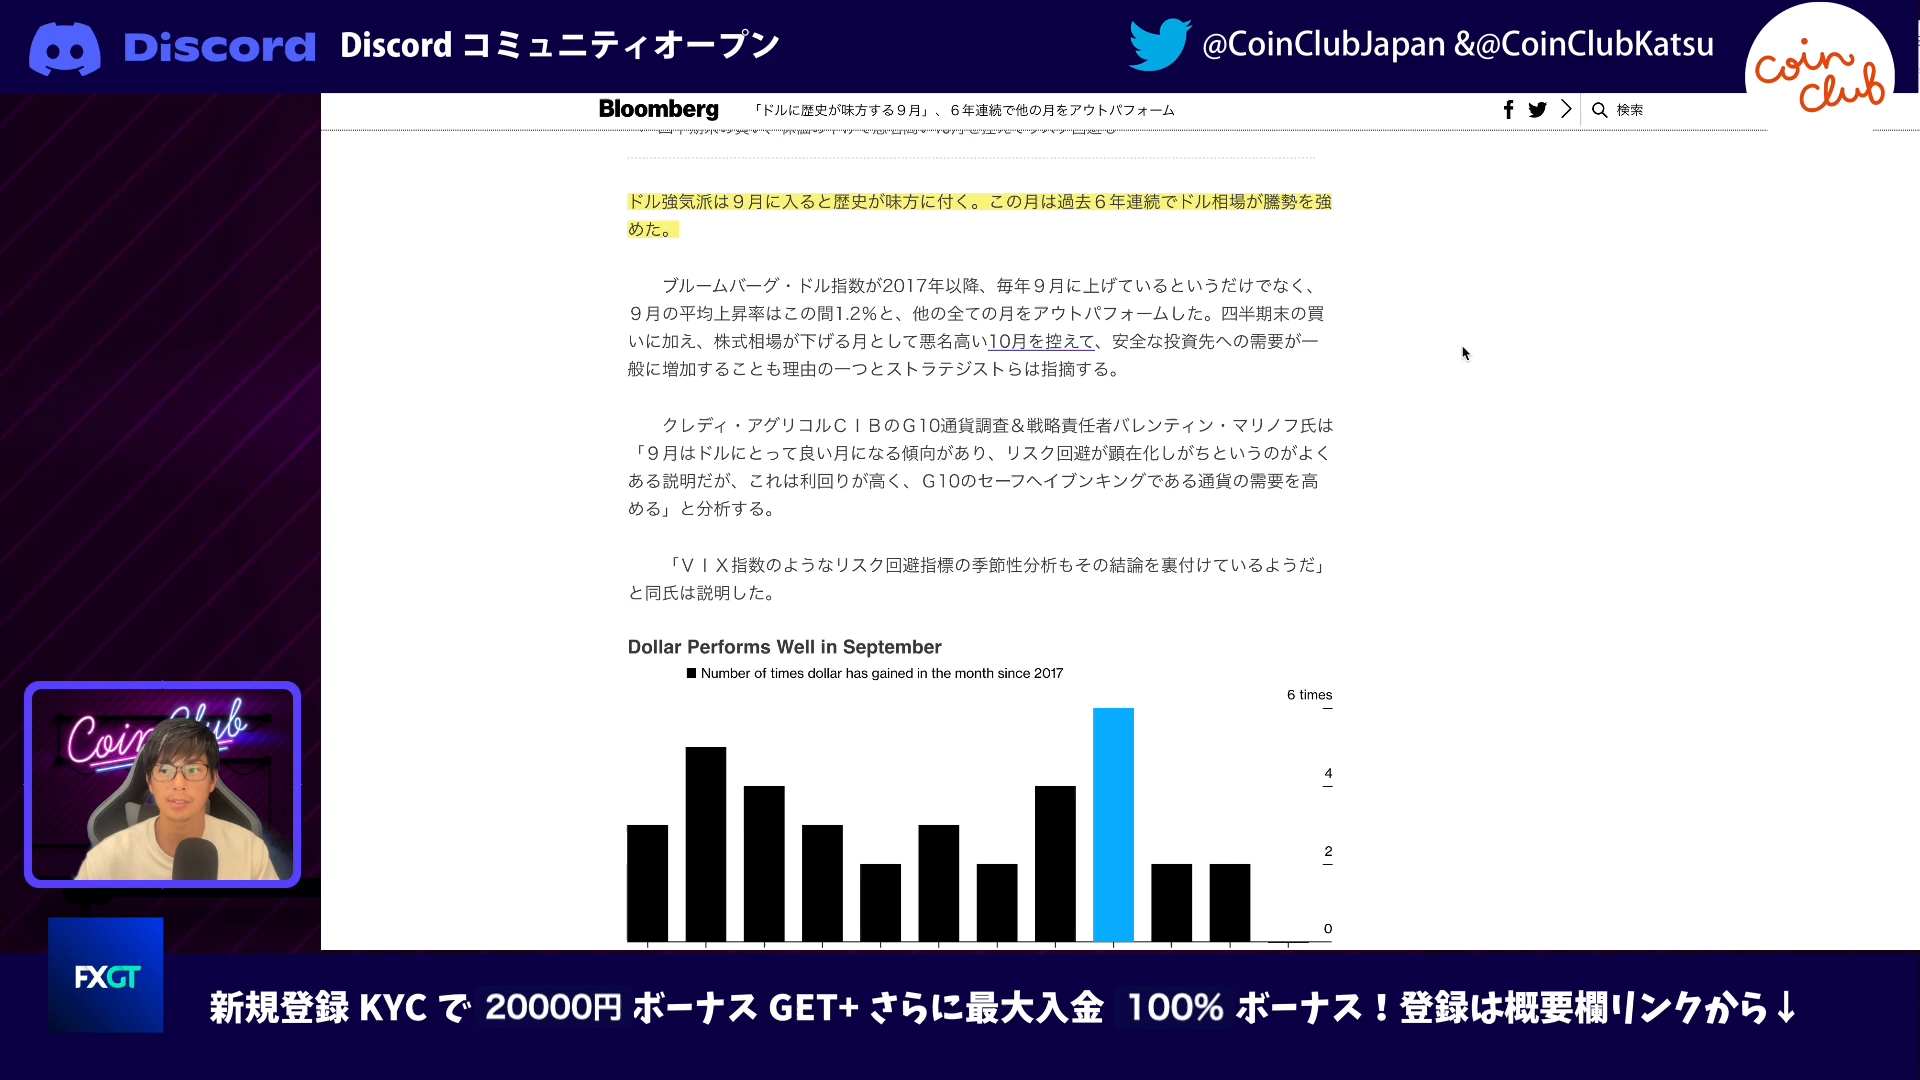 Discord Discord コミュニティオープン
@CoinClubJapan &@CoinClubKatsu
coin club
Bloomberg 「ドルに歴史が味方する９月」、６年連続で他の月をアウトパフォーム
検索
ドル強気派は９月に入ると歴史が味方に付く。この月は過去６年連続でドル相場が騰勢を強
めた。
ブルームバーグ・ドル指数が2017年以降、毎年９月に上げているというだけでなく、
９月の平均上昇率はこの間1.2％と、他の全ての月をアウトパフォームした。四半期末の買
いに加え、株式相場が下げる月として悪名高い10月を控えて、安全な投資先への需要が一
般に増加することも理由の一つとストラテジストらは指摘する。
クレディ・アグリコルＣＩＢのＧ10通貨調査＆戦略責任者バレンティン・マリノフ氏は
「９月はドルにとって良い月になる傾向があり、リスク回避が顕在化しがちというのがよく
ある説明だが、これは利回りが高く、Ｇ10のセーフヘイブンキングである通貨の需要を高
める」と分析する。
「ＶＩＸ指数のようなリスク回避指標の季節性分析もその結論を裏付けているようだ」
と同氏は説明した。
Dollar Performs Well in September
Number of times dollar has gained in the month since 2017
6 times
4
2
0
Coin Club
FXGT
新規登録 KYC で 20000円 ボーナス GET+ さらに最大入金 100% ボーナス！登録は概要欄リンクから↓